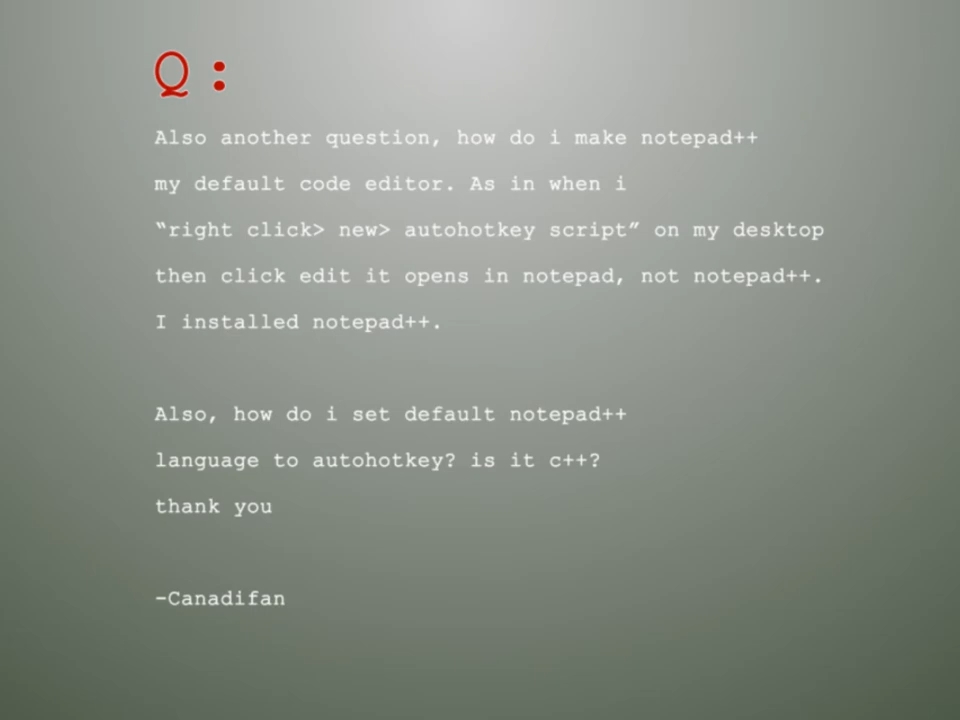 Q:
Also another question, how do i make notepad++
my default code editor. As in when i
“right click> new> autohotkey script” on my desktop
then click edit it opens in notepad, not notepad++.
I installed notepad++.
Also, how do i set default notepad++
language to autohotkey? is it c++?
thank you
-Canadifan